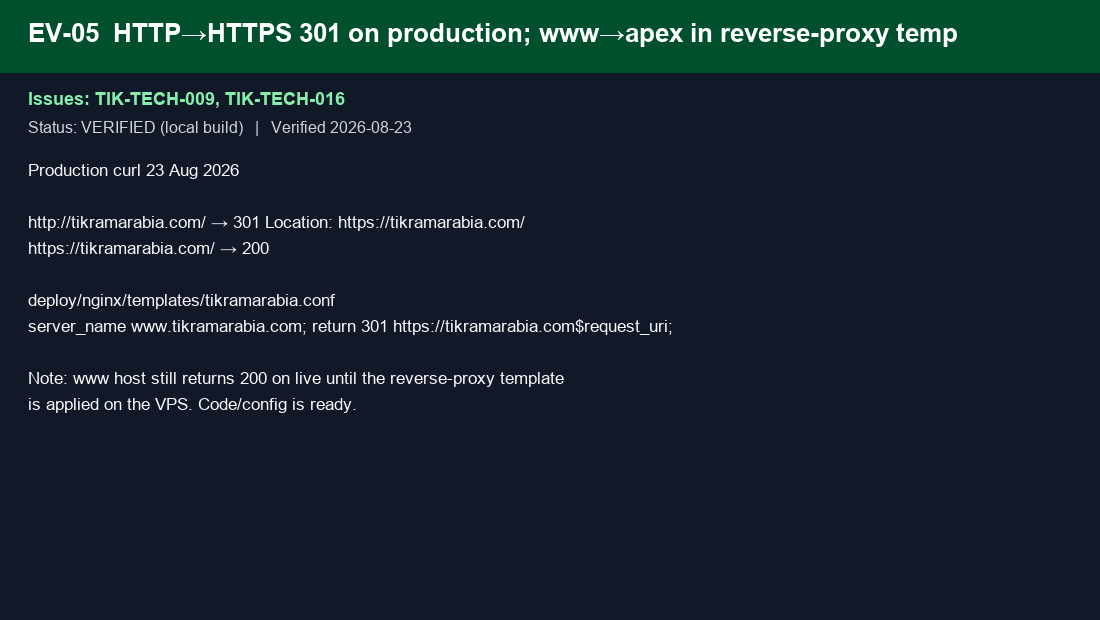 EV-05 HTTP→HTTPS 301 on production; www→apex in reverse-proxy temp
Issues: TIK-TECH-009, TIK-TECH-016
Status: VERIFIED (local build) | Verified 2026-08-23
Production curl 23 Aug 2026
http://tikramarabia.com/ → 301 Location: https://tikramarabia.com/
https://tikramarabia.com/ → 200
deploy/nginx/templates/tikramarabia.conf
server_name www.tikramarabia.com; return 301 https://tikramarabia.com$request_uri;
Note: www host still returns 200 on live until the reverse-proxy template
is applied on the VPS. Code/config is ready.